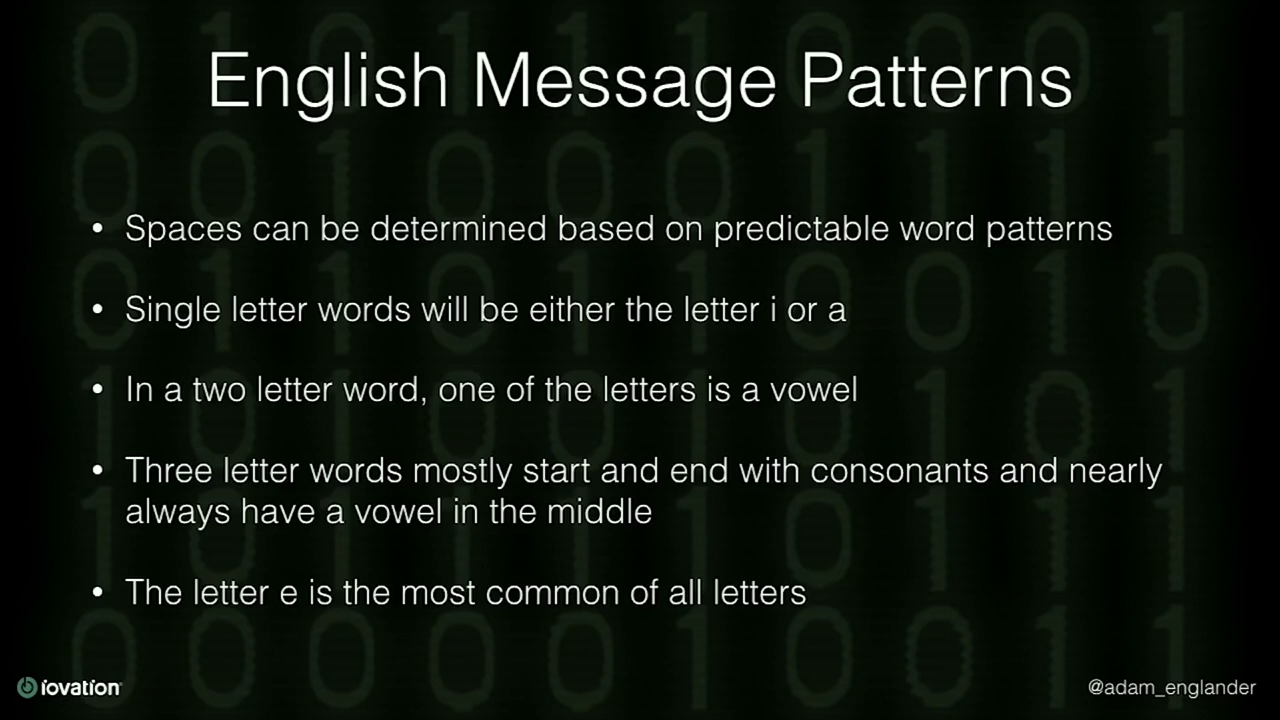 English Message Patterns
• Spaces can be determined based on predictable word patterns
• Single letter words will be either the letter i or a
• In a two letter word, one of the letters is a vowel
• Three letter words mostly start and end with consonants and nearly
always have a vowel in the middle
• The letter e is the most common of all letters
iovation
@adam_englander